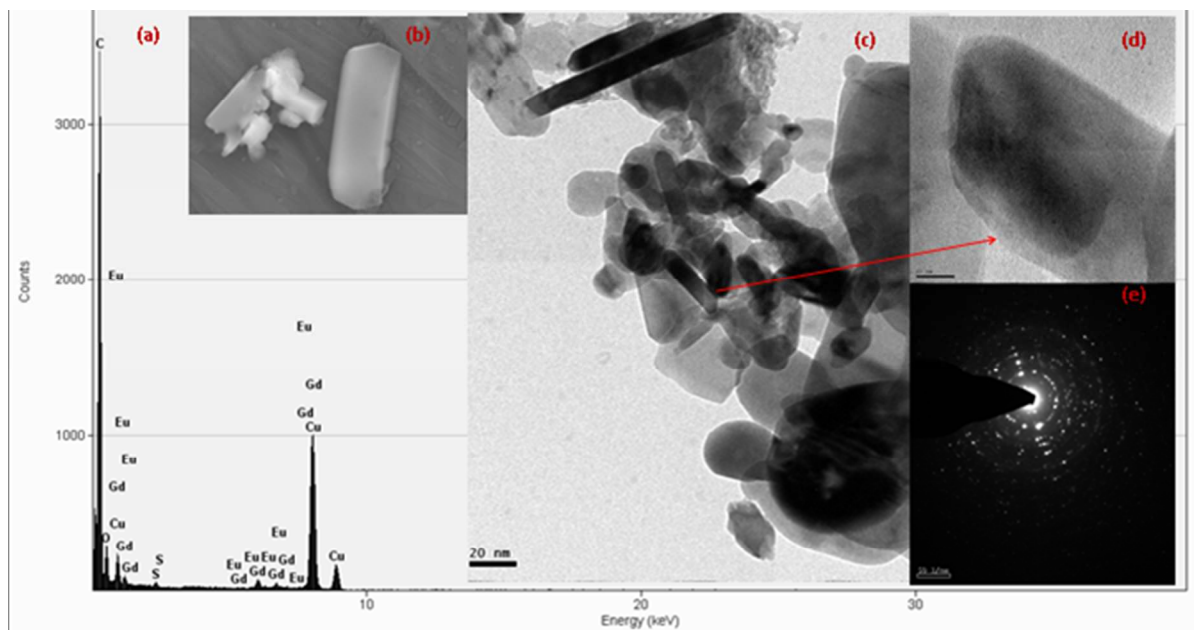 (a)
(b)
(c)
(d)
(e)
C
3000
2000
1000
Counts
Eu
Eu
Gd
Gd
Cu
Eu
Eu
Gd
Cu
O
Gd
Gd
S
S
Eu
Gd
Eu Eu
Gd
Eu
Gd
Gd
Eu
Cu
10
20
30
Energy (keV)
20 nm